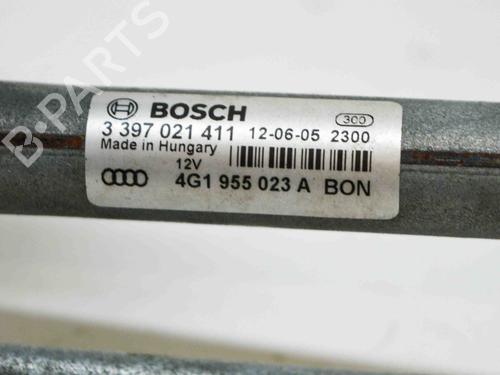 B-PARTS
BOSCH
300
3 397 021 411 12-06-05 2300
Made in Hungary
12V
4G1 955 023 A BON